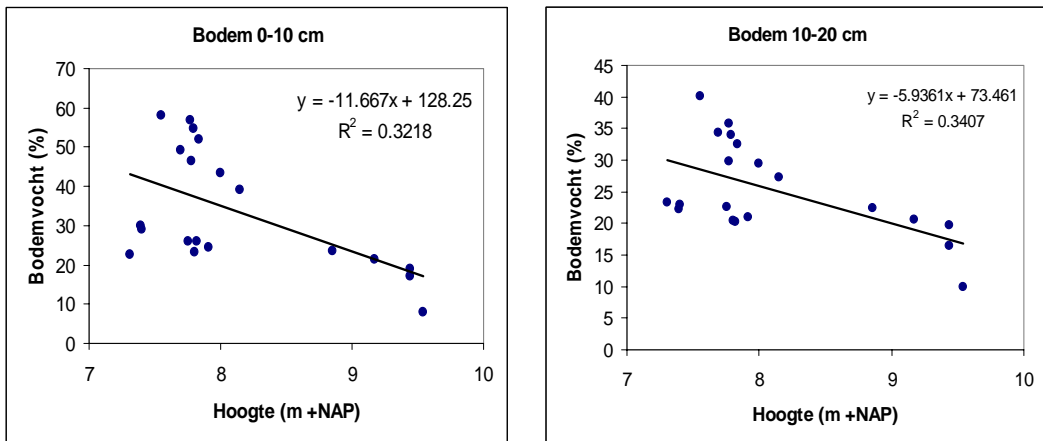 Bodem 0-10 cm
70
60
50
40
30
20
10
0
Bodemvocht (%)
y = -11.667x + 128.25
R² = 0.3218
7 8 9 10
Hoogte (m +NAP)
Bodem 10-20 cm
45
40
35
30
25
20
15
10
5
0
Bodemvocht (%)
y = -5.9361x + 73.461
R² = 0.3407
7 8 9 10
Hoogte (m +NAP)